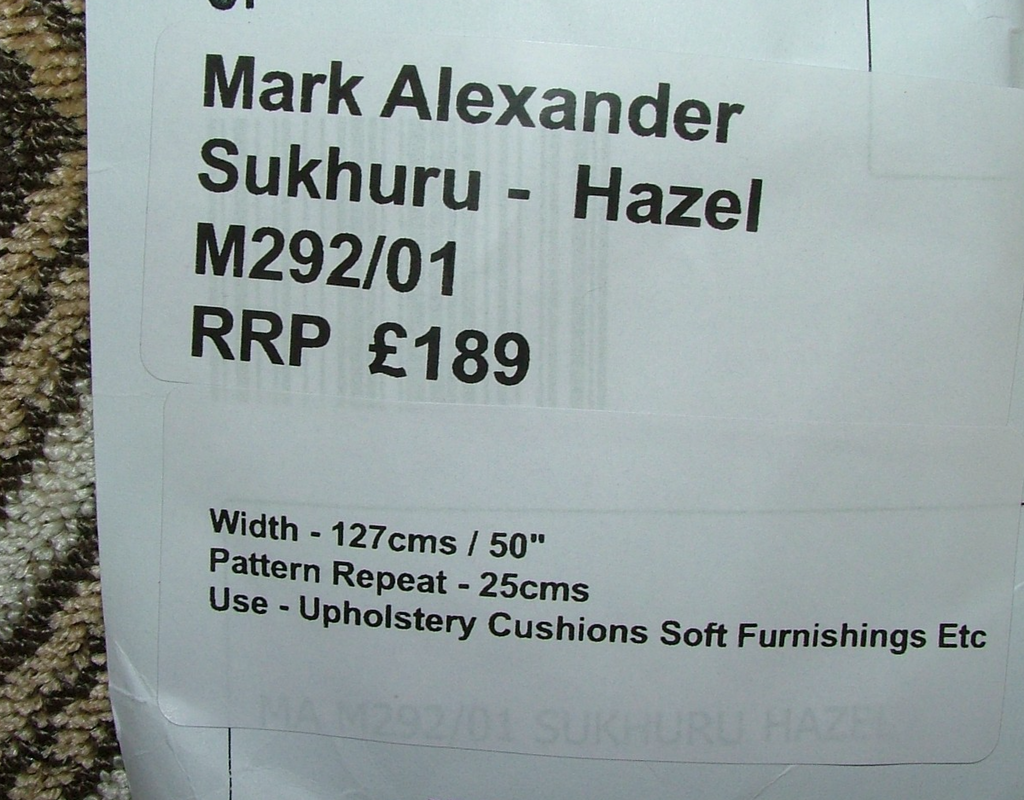 Mark Alexander
Sukhuru - Hazel
M292/01
RRP £189
Width - 127cms / 50"
Pattern Repeat - 25cms
Use - Upholstery Cushions Soft Furnishings Etc
MA M292/01 SUKHURU HAZEL